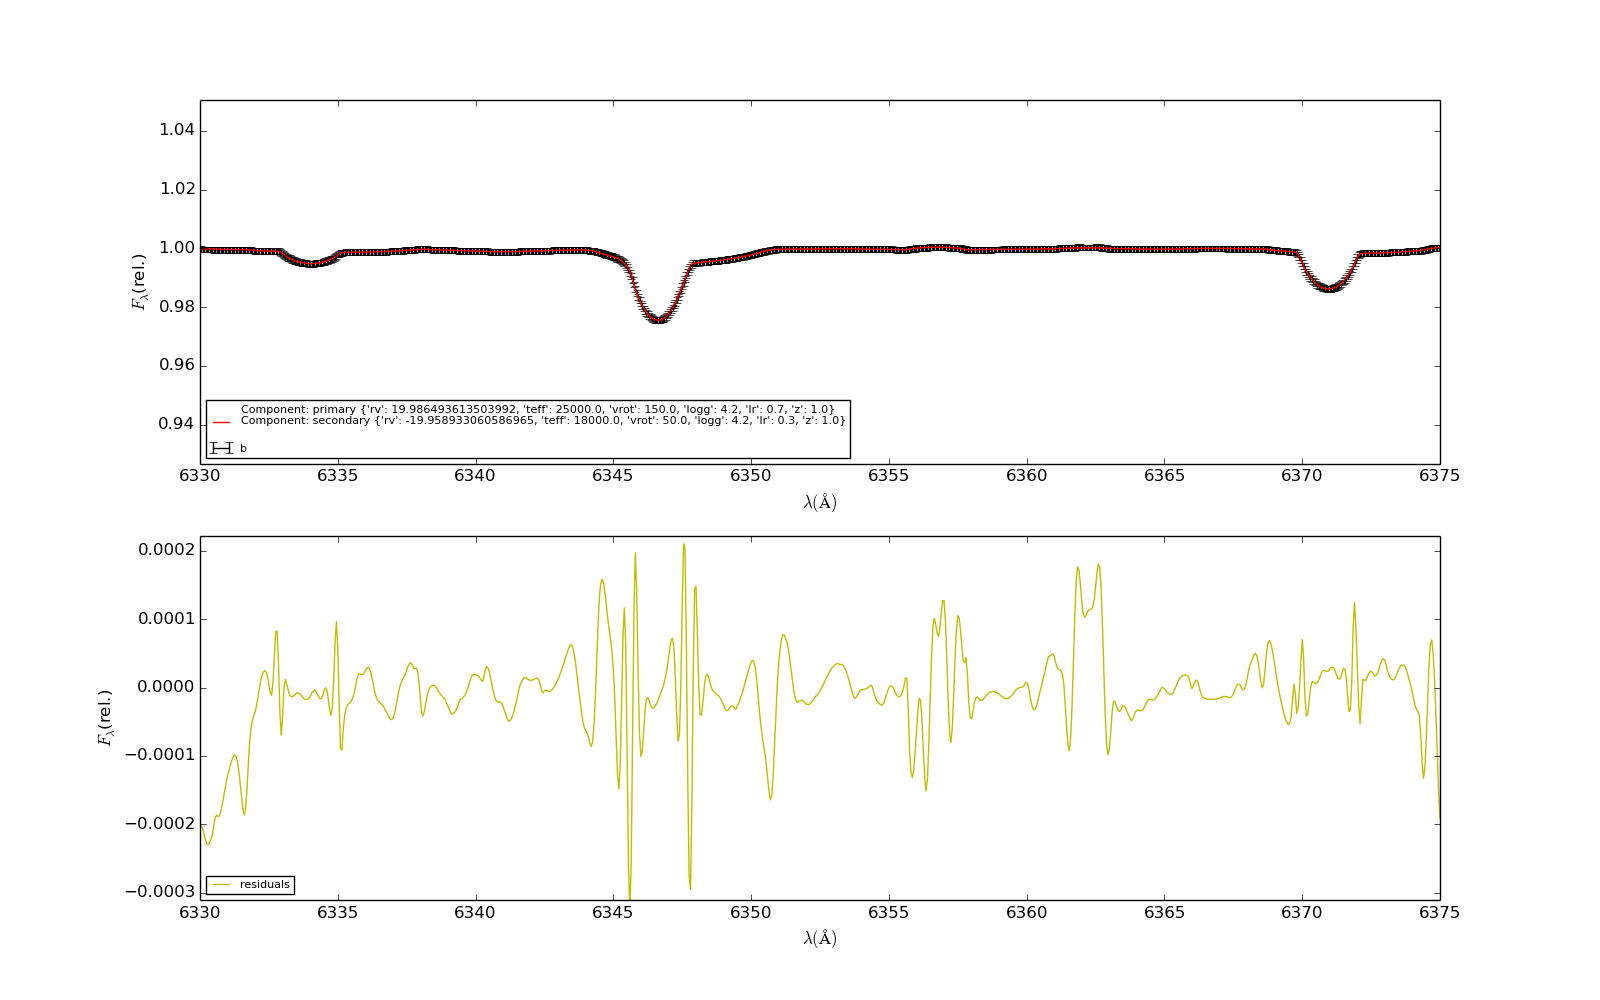 1.04
1.02
1.00
0.98
0.96
0.94
Fλ(rel.)
Component: primary {'rv': 19.986493613503992, 'teff': 25000.0, 'vrot': 150.0, 'logg': 4.2, 'lr': 0.7, 'z': 1.0}
Component: secondary {'rv': -19.958933060586965, 'teff': 18000.0, 'vrot': 50.0, 'logg': 4.2, 'lr': 0.3, 'z': 1.0}
b
6330 6335 6340 6345 6350 6355 6360 6365 6370 6375
λ(Å)
0.0002
0.0001
0.0000
−0.0001
−0.0002
−0.0003
Fλ(rel.)
residuals
6330 6335 6340 6345 6350 6355 6360 6365 6370 6375
λ(Å)